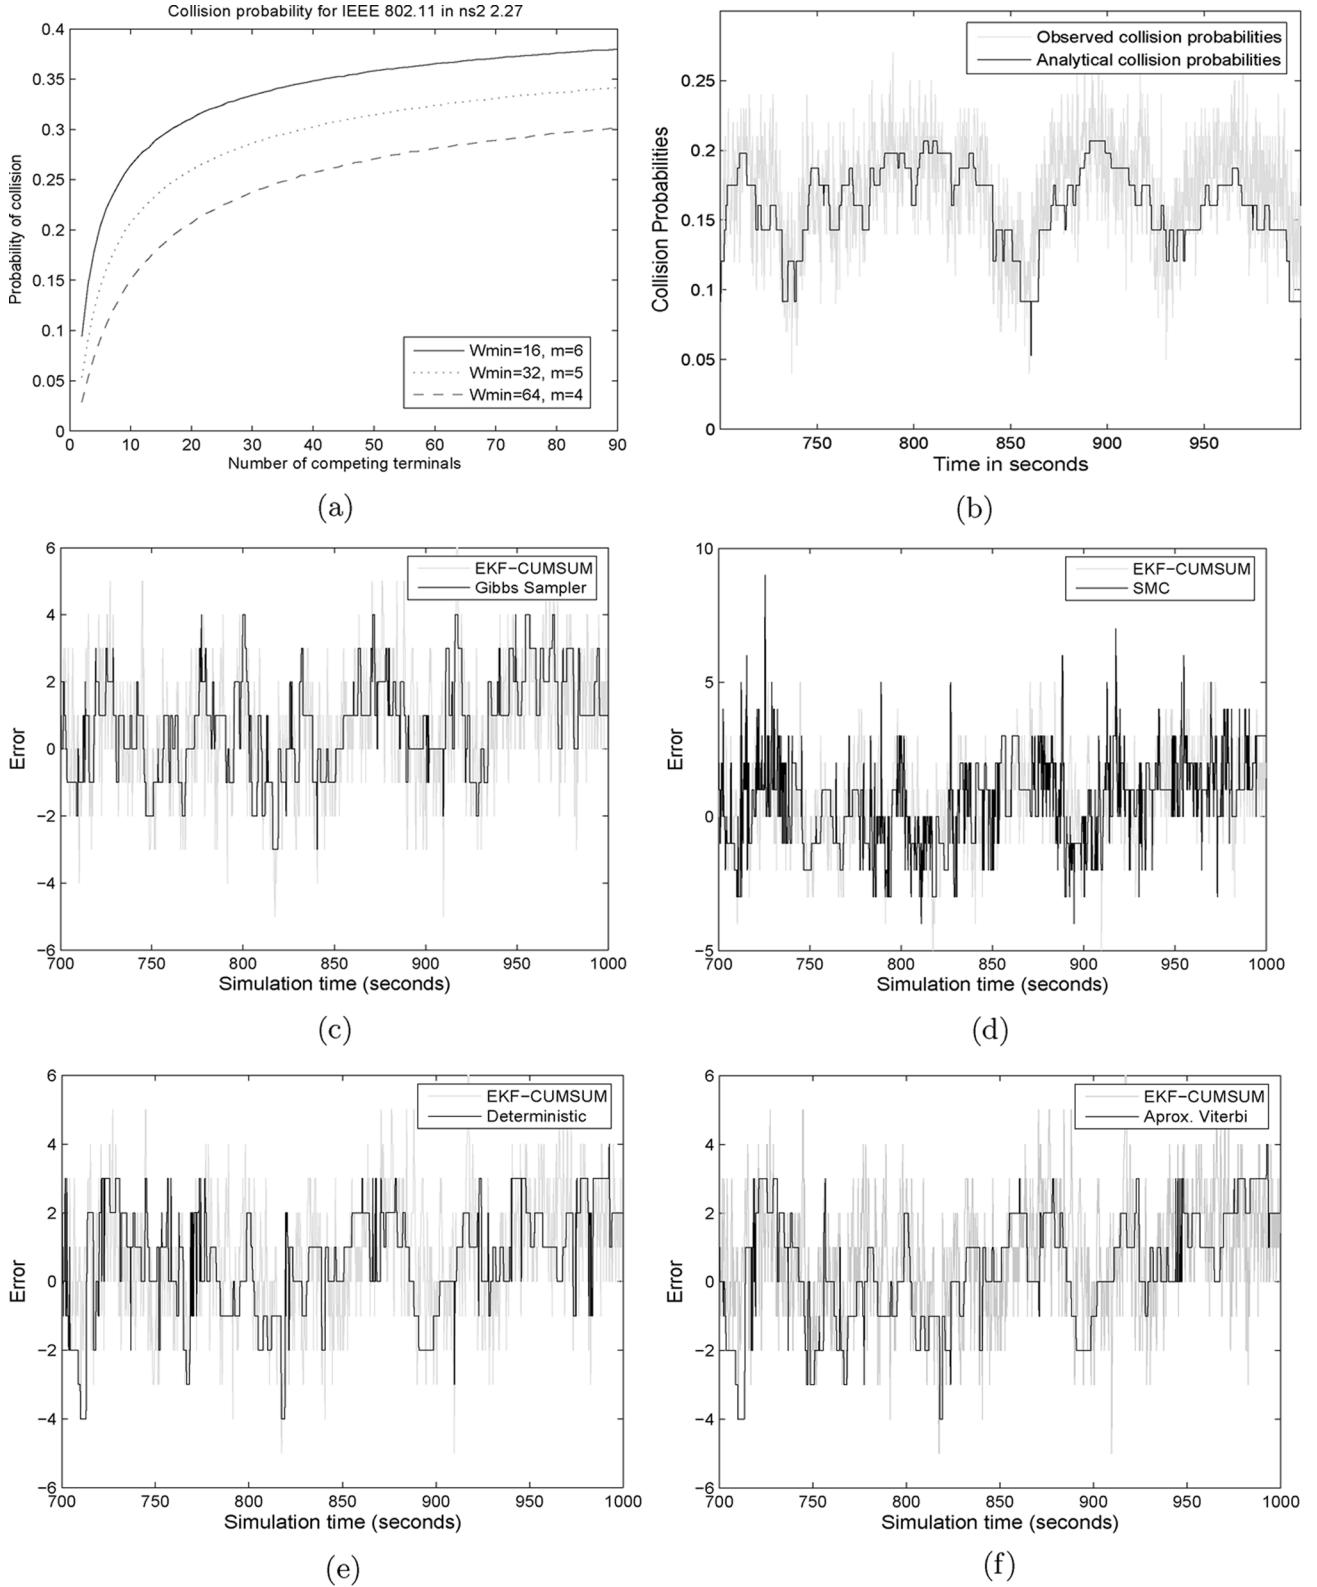 Collision probability for IEEE 802.11 in ns2 2.27
0.4
0.35
0.3
0.25
0.2
0.15
0.1
0.05
0
Probability of collision
Wmin=16, m=6
Wmin=32, m=5
Wmin=64, m=4
0 10 20 30 40 50 60 70 80 90
Number of competing terminals
(a)
Observed collision probabilities
Analytical collision probabilities
0.25
0.2
0.15
0.1
0.05
0
Collision Probabilities
750 800 850 900 950
Time in seconds
(b)
6
4
2
0
−2
−4
−6
Error
EKF−CUMSUM
Gibbs Sampler
700 750 800 850 900 950 1000
Simulation time (seconds)
(c)
10
5
0
−5
Error
EKF−CUMSUM
SMC
700 750 800 850 900 950 1000
Simulation time (seconds)
(d)
6
4
2
0
−2
−4
−6
Error
EKF−CUMSUM
Deterministic
700 750 800 850 900 950 1000
Simulation time (seconds)
(e)
6
4
2
0
−2
−4
−6
Error
EKF−CUMSUM
Aprox. Viterbi
700 750 800 850 900 950 1000
Simulation time (seconds)
(f)